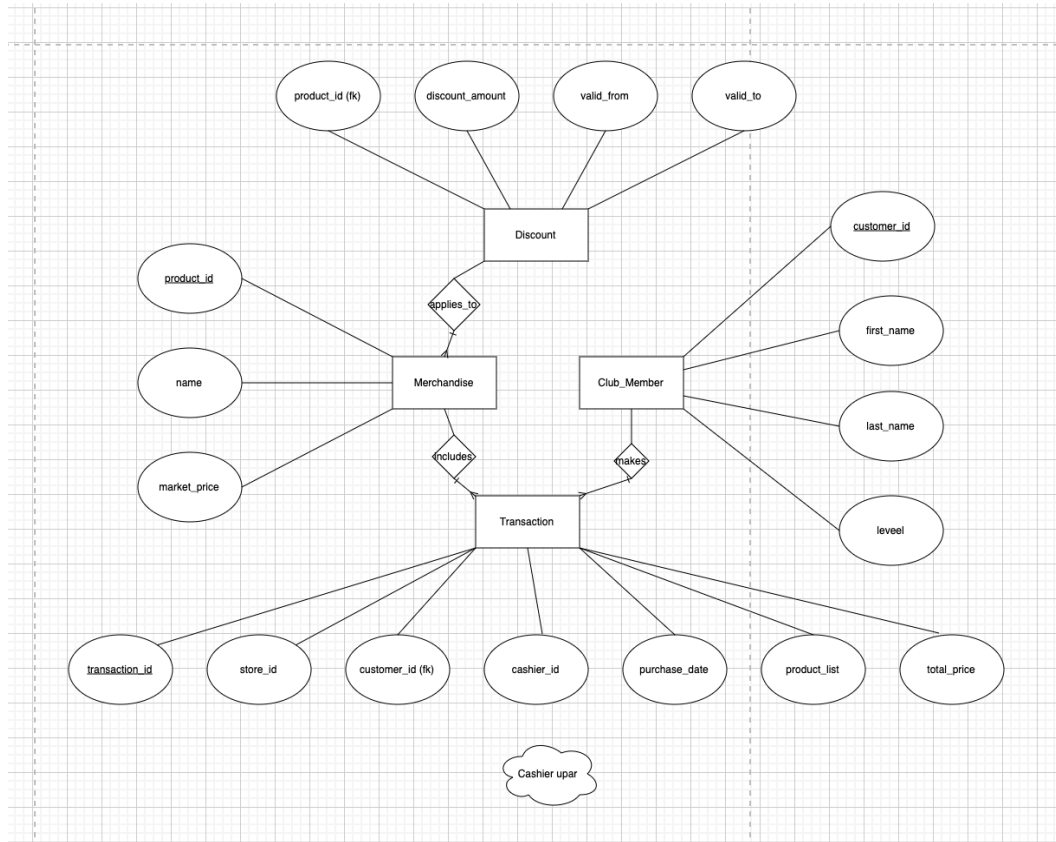 product_id (fk)
discount_amount
valid_from
valid_to
Discount
customer_id
product_id
applies_to
first_name
name
Merchandise
Club_Member
last_name
market_price
includes
makes
Transaction
leveel
transaction_id
store_id
customer_id (fk)
cashier_id
purchase_date
product_list
total_price
Cashier upar